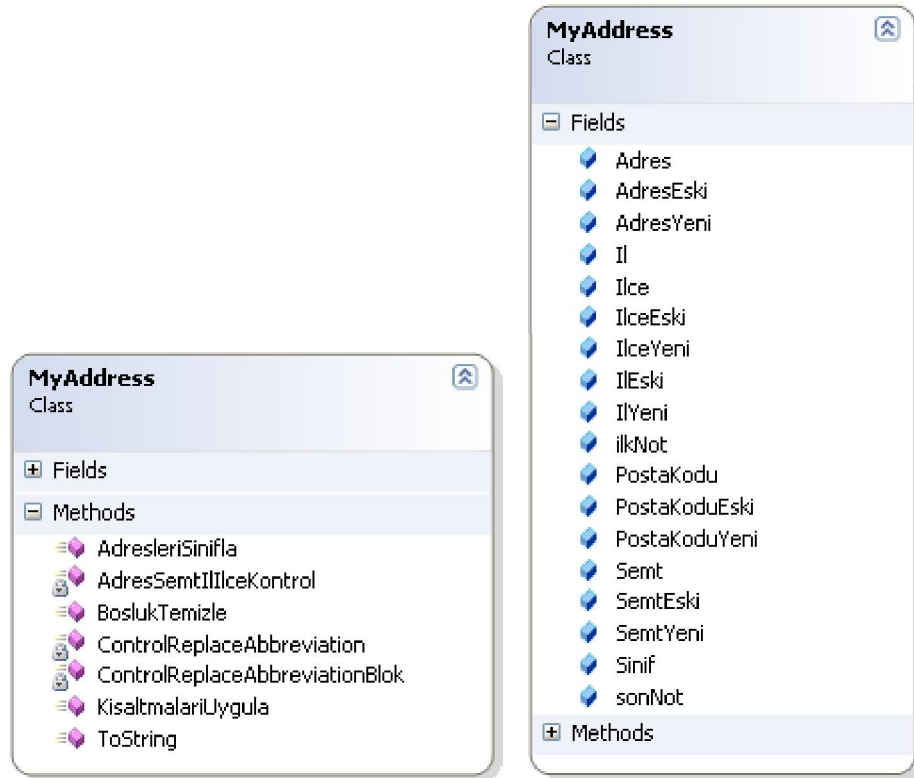 MyAddress
Class
Fields
Methods
AdresleriSinifla
AdresSemtIlIlceKontrol
BoslukTemizle
ControlReplaceAbbreviation
ControlReplaceAbbreviationBlok
KisaltmalariUygula
ToString
MyAddress
Class
Fields
Adres
AdresEski
AdresYeni
Il
Ilce
IlceEski
IlceYeni
IlEski
IlYeni
ilkNot
PostaKodu
PostaKoduEski
PostaKoduYeni
Semt
SemtEski
SemtYeni
Sinif
sonNot
Methods